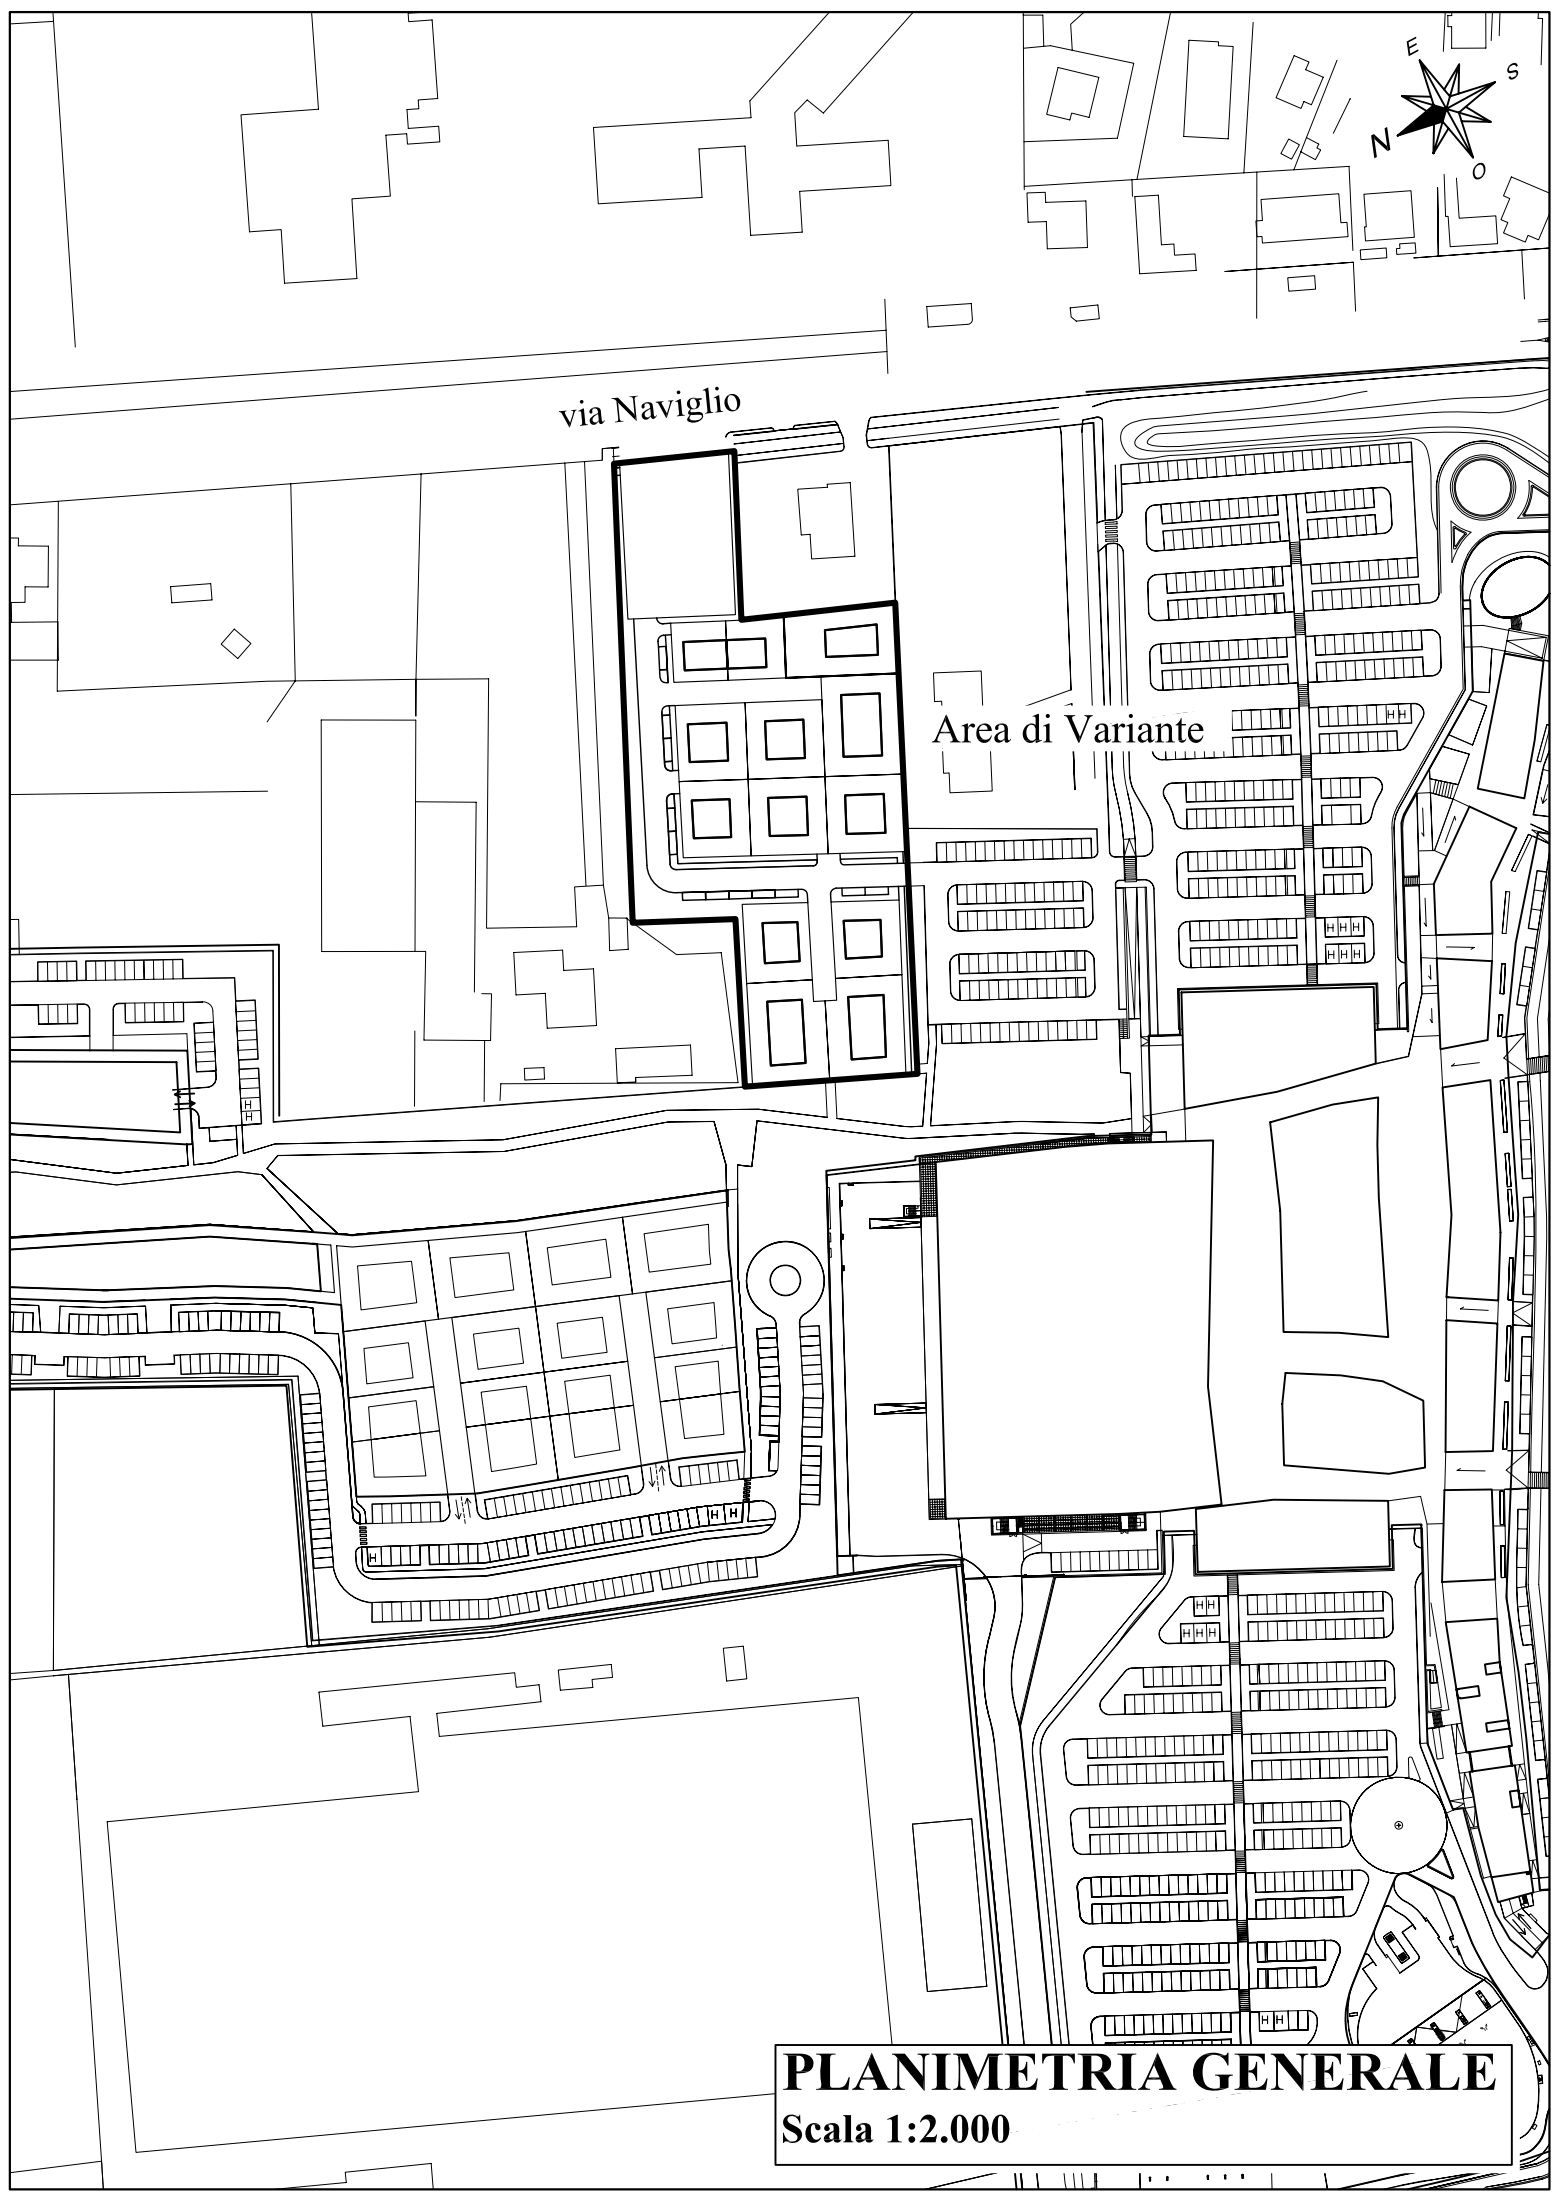 E
S
N
O
via Naviglio
Area di Variante
H H
H H H
H H H
H
H
H H
H
H H
H H H
H H
PLANIMETRIA GENERALE
Scala 1:2.000